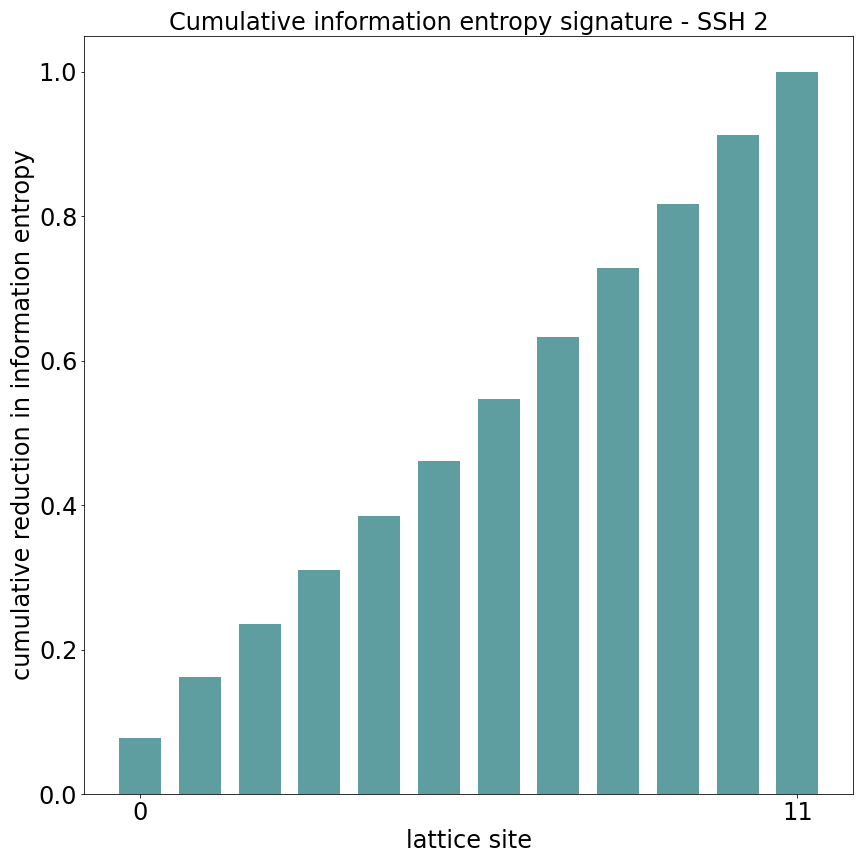 Cumulative information entropy signature - SSH 2
1.0
0.8
0.6
0.4
0.2
0.0
cumulative reduction in information entropy
0 11
lattice site